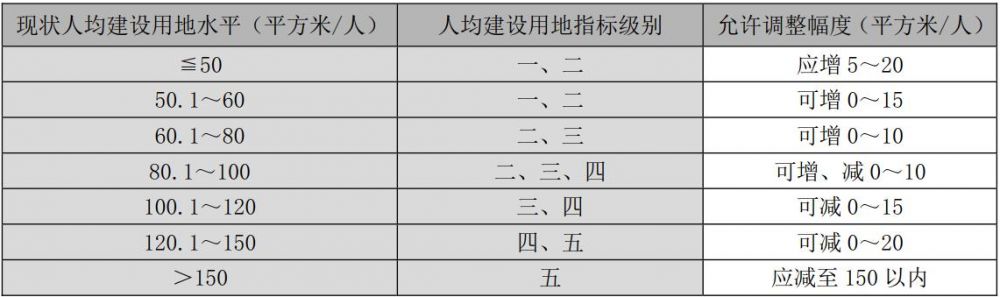 现状人均建设用地水平（平方米/人） 人均建设用地指标级别 允许调整幅度（平方米/人）
≦50 一、二 应增 5～20
50.1～60 一、二 可增 0～15
60.1～80 二、三 可增 0～10
80.1～100 二、三、四 可增、减 0～10
100.1～120 三、四 可减 0～15
120.1～150 四、五 可减 0～20
＞150 五 应减至 150 以内